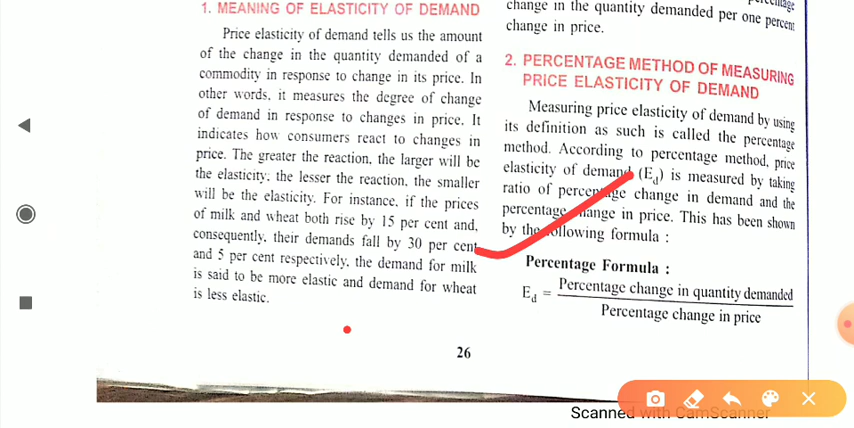 1. MEANING OF ELASTICITY OF DEMAND
Price elasticity of demand tells us the amount
of the change in the quantity demanded of a
commodity in response to change in its price. In
other words, it measures the degree of change
of demand in response to changes in price. It
indicates how consumers react to changes in
price. The greater the reaction, the larger will be
the elasticity; the lesser the reaction, the smaller
will be the elasticity. For instance, if the prices
of milk and wheat both rise by 15 per cent and,
consequently, their demands fall by 30 per cent
and 5 per cent respectively, the demand for milk
is said to be more elastic and demand for wheat
is less elastic.
change in the quantity demanded per one percent
change in price.
2. PERCENTAGE METHOD OF MEASURING
PRICE ELASTICITY OF DEMAND
Measuring price elasticity of demand by using
its definition as such is called the percentage
method. According to percentage method, price
elasticity of demand (Ed) is measured by taking
ratio of percentage change in demand and the
percentage change in price. This has been shown
by the following formula :
Percentage Formula :
Ed = Percentage change in quantity demanded
Percentage change in price
26
Scanned with CamScanner